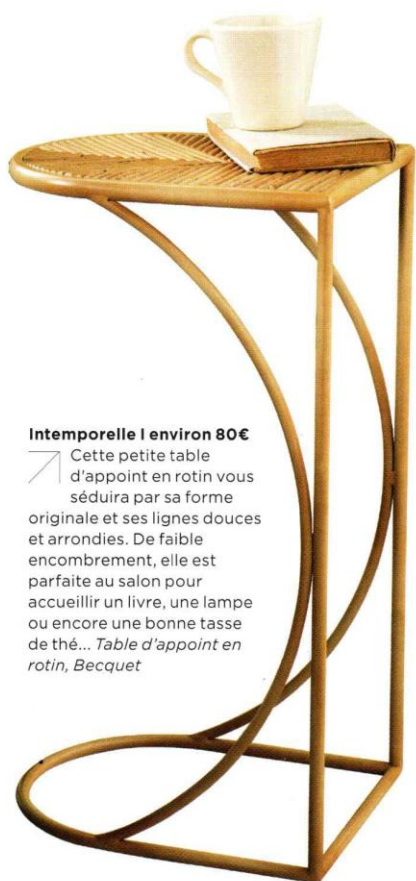 Intemporelle I environ 80€
Cette petite table
d'appoint en rotin vous
séduira par sa forme
originale et ses lignes douces
et arrondies. De faible
encombrement, elle est
parfaite au salon pour
accueillir un livre, une lampe
ou encore une bonne tasse
de thé... Table d'appoint en
rotin, Becquet